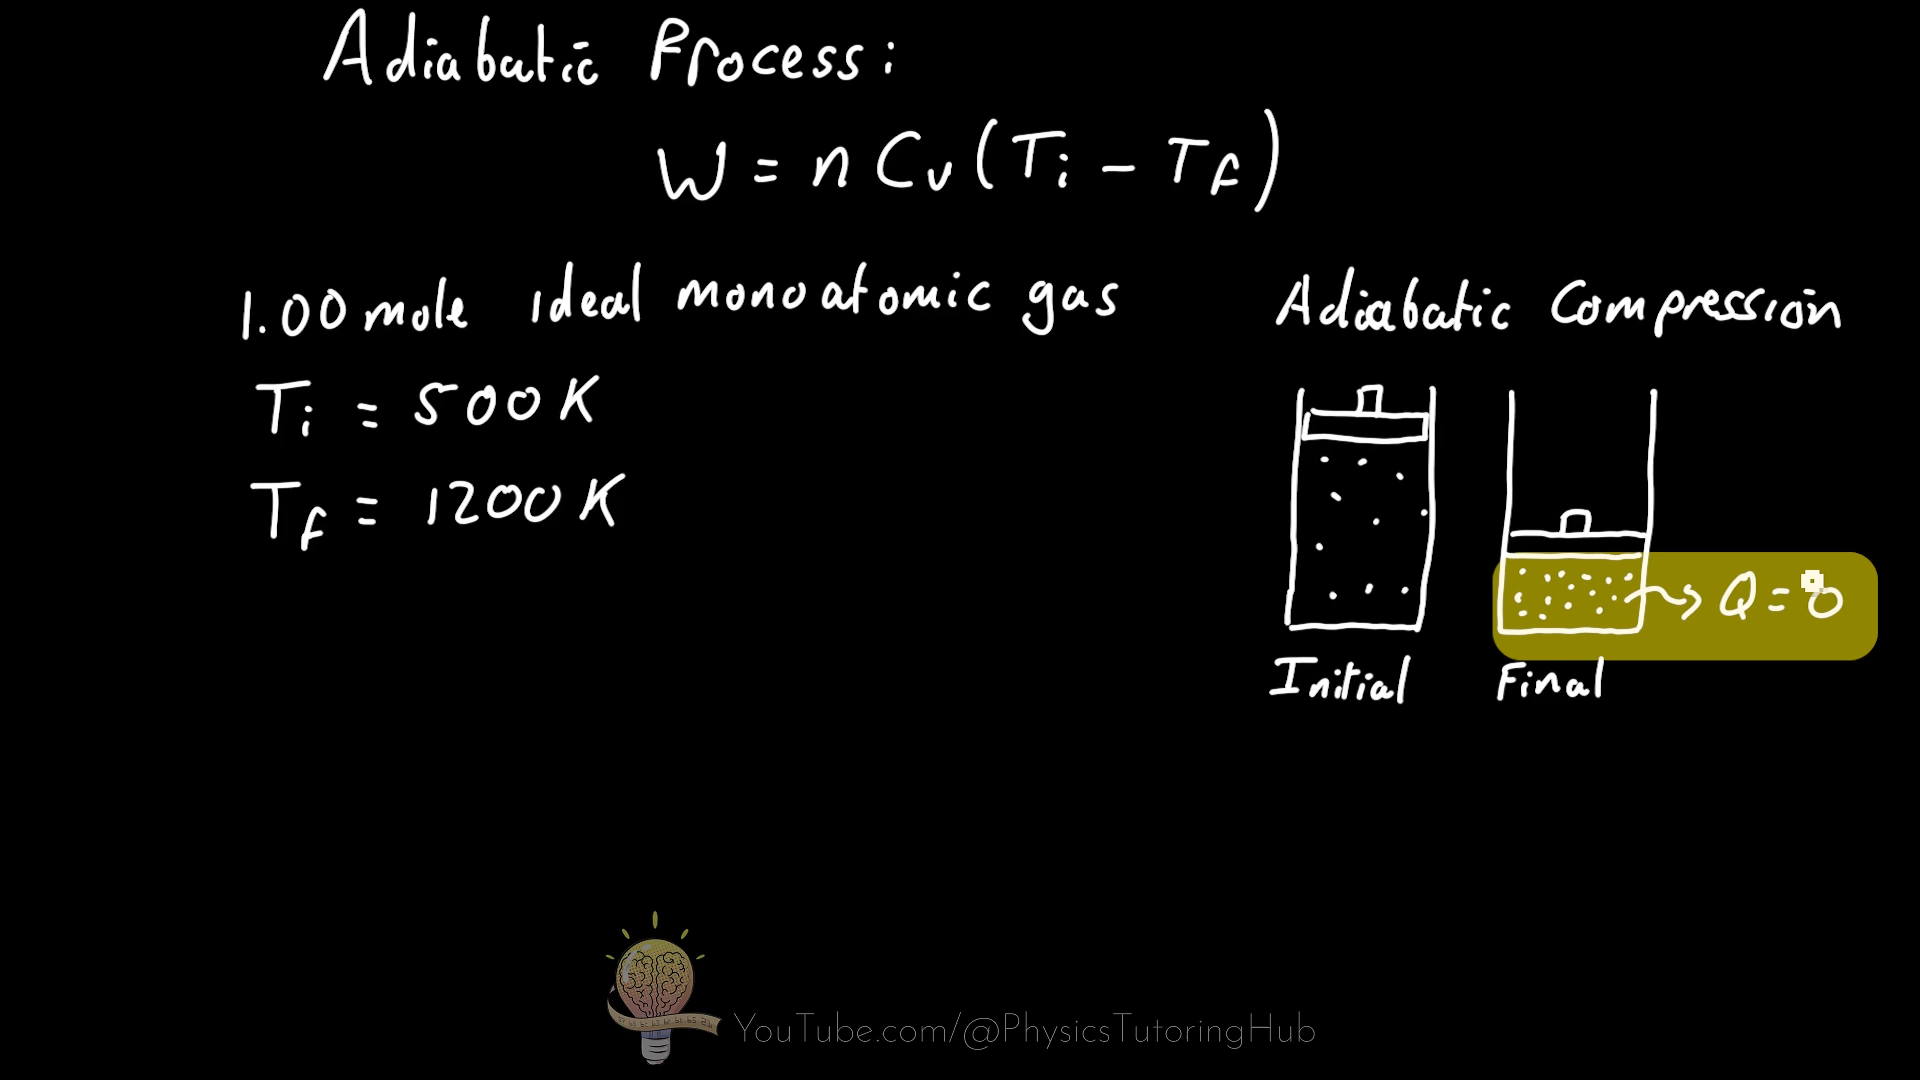 Adiabatic Process:
W = n Cv (Ti - Tf)
1.00 mole ideal monoatomic gas
Ti = 500 K
Tf = 1200 K
Adiabatic Compression
Q = 0
Initial
Final
YouTube.com/@PhysicsTutoringHub